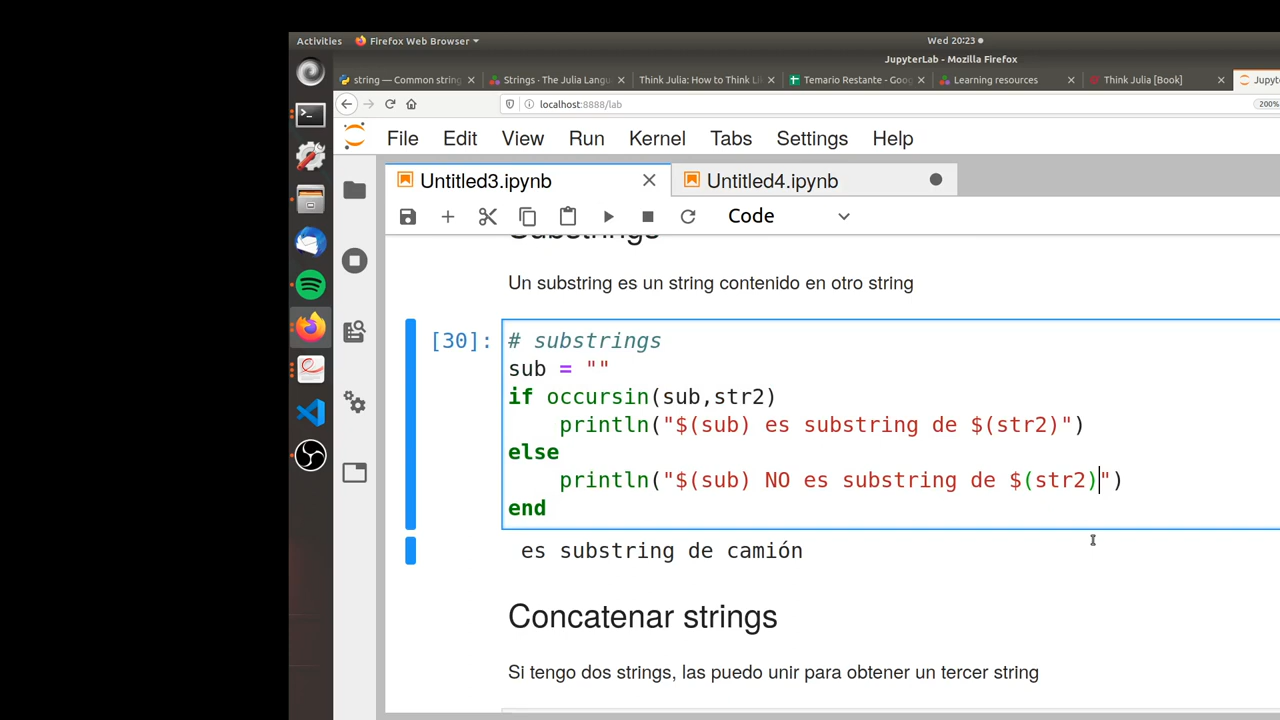 Activities Firefox Web Browser Wed 20:23
JupyterLab - Mozilla Firefox
string — Common string Strings · The Julia Langu Think Julia: How to Think Li Temario Restante - Goog Learning resources Think Julia [Book] Jupyte
localhost:8888/lab 200%
File Edit View Run Kernel Tabs Settings Help
Untitled3.ipynb Untitled4.ipynb
Code
Substrings
Un substring es un string contenido en otro string
[30]: # substrings
sub = ""
if occursin(sub,str2)
    println("$(sub) es substring de $(str2)")
else
    println("$(sub) NO es substring de $(str2)")
end
es substring de camión
Concatenar strings
Si tengo dos strings, las puedo unir para obtener un tercer string